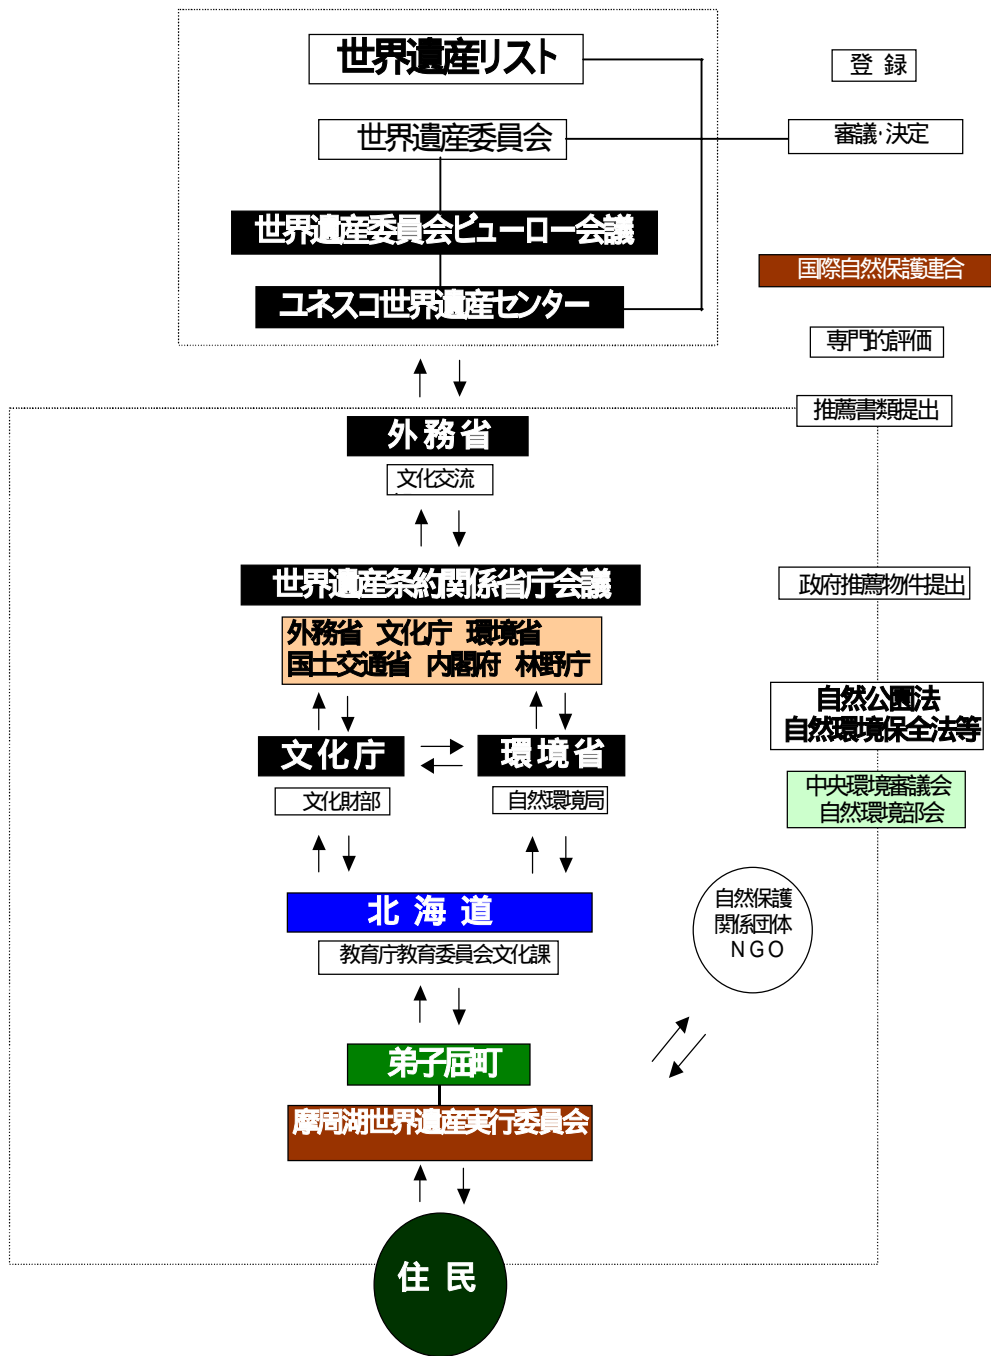 世界遺産リスト
登 録
世界遺産委員会
審議・決定
世界遺産委員会ビューロー会議
国際自然保護連合
ユネスコ世界遺産センター
専門的評価
推薦書類提出
外務省
文化交流
世界遺産条約関係省庁会議
政府推薦物件提出
外務省 文化庁 環境省
国土交通省 内閣府 林野庁
自然公園法
自然環境保全法等
文化庁
環境省
中央環境審議会
自然環境部会
文化財部
自然環境局
自然保護
関係団体
NGO
北 海 道
教育庁教育委員会文化課
弟子屈町
摩周湖世界遺産実行委員会
住 民